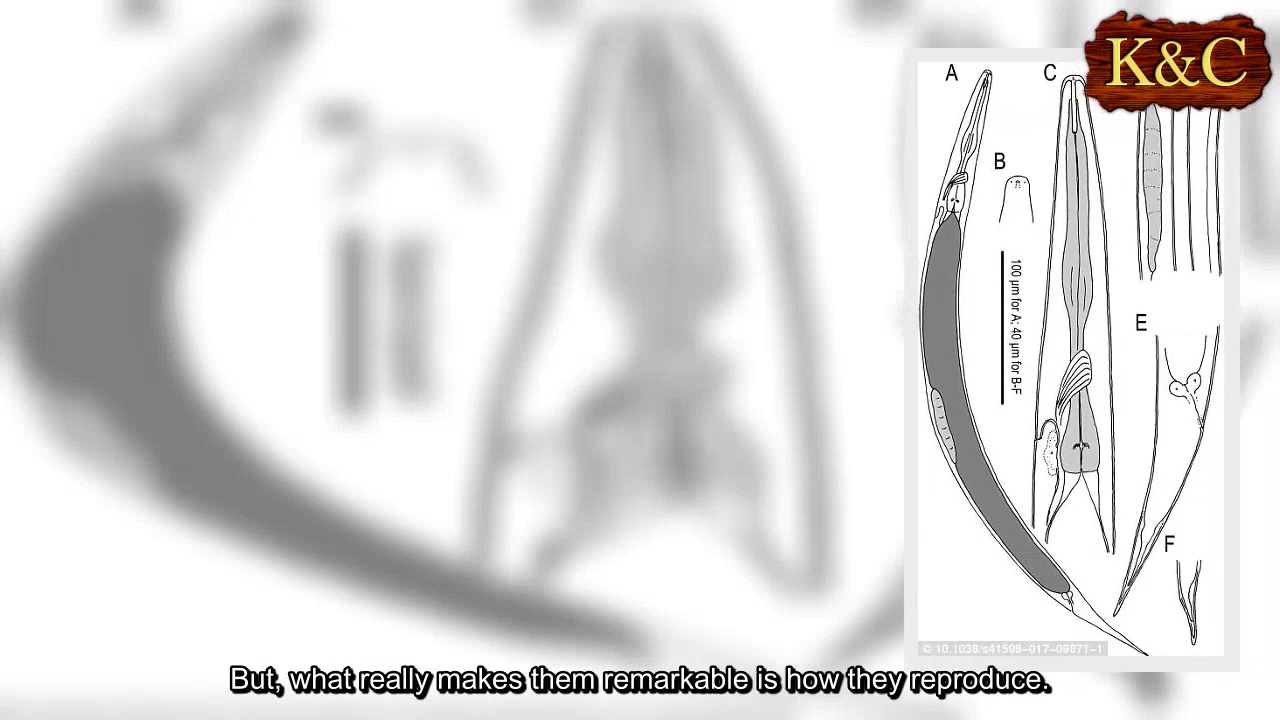 K&C
A
C
B
100 µm for A; 40 µm for B-F
E
F
© 10.1038/s41598-017-09871-1
But, what really makes them remarkable is how they reproduce.